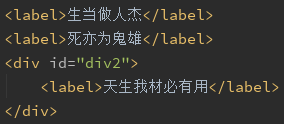 <label>生当做人杰</label>
<label>死亦为鬼雄</label>
<div id="div2">
    <label>天生我材必有用</label>
</div>